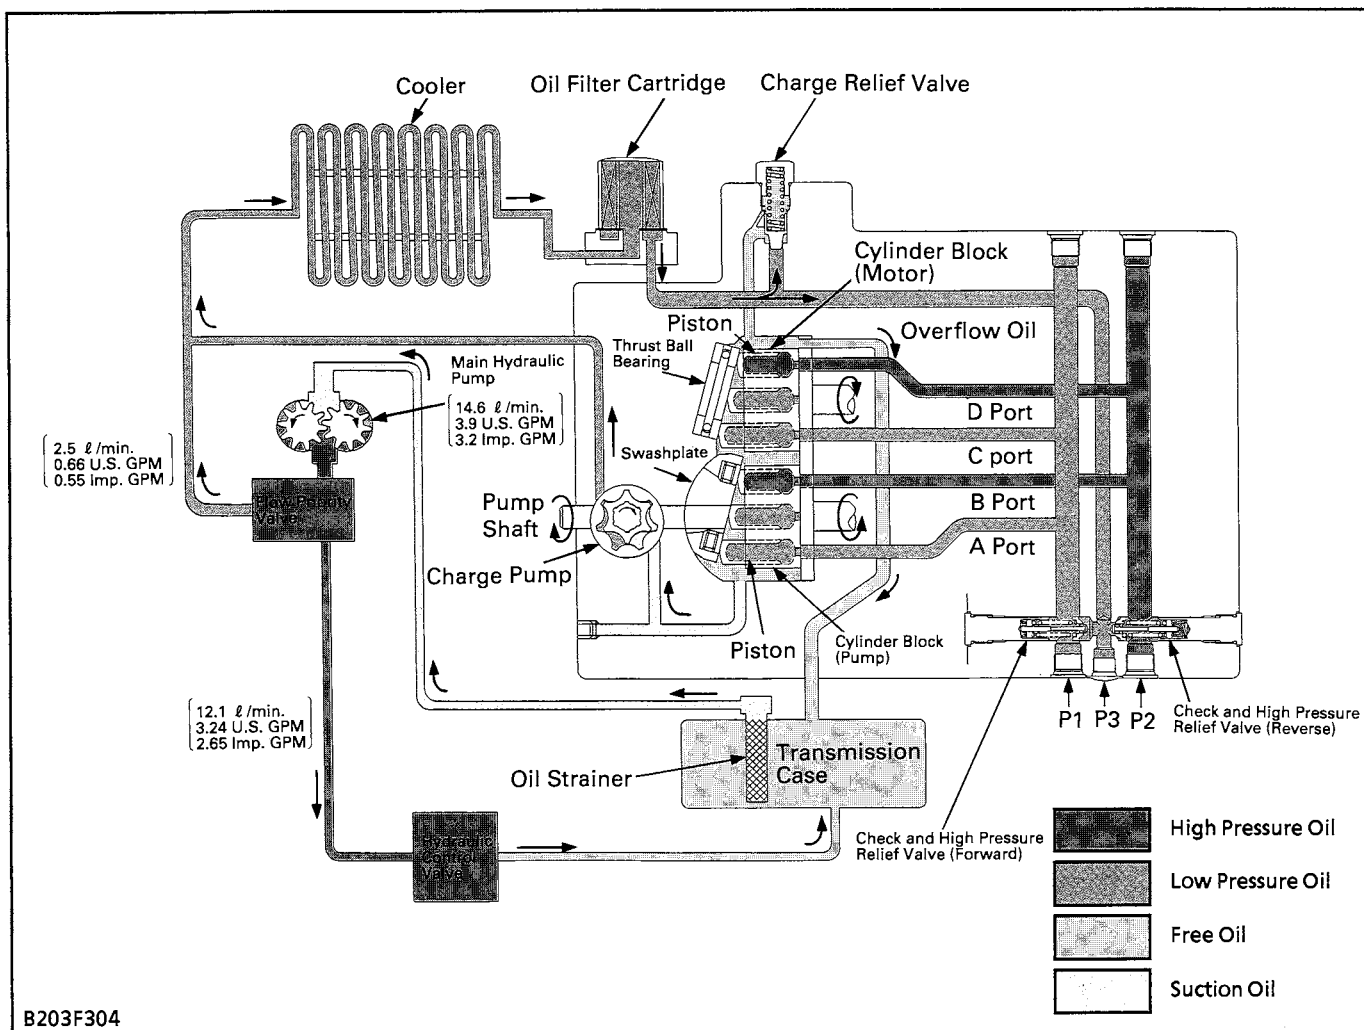 Cooler
Oil Filter Cartridge
Charge Relief Valve
Cylinder Block
(Motor)
Piston
Overflow Oil
Thrust Ball
Bearing
Main Hydraulic
Pump
14.6 ℓ/min.
3.9 U.S. GPM
3.2 Imp. GPM
D Port
2.5 ℓ/min.
0.66 U.S. GPM
0.55 Imp. GPM
Swashplate
C port
Flow Priority
Valve
Pump
Shaft
B Port
A Port
Charge Pump
Piston
Cylinder Block
(Pump)
12.1 ℓ/min.
3.24 U.S. GPM
2.65 Imp. GPM
P1 P3 P2
Check and High Pressure
Relief Valve (Reverse)
Oil Strainer
Transmission
Case
Hydraulic
Control
Valve
Check and High Pressure
Relief Valve (Forward)
High Pressure Oil
Low Pressure Oil
Free Oil
Suction Oil
B203F304